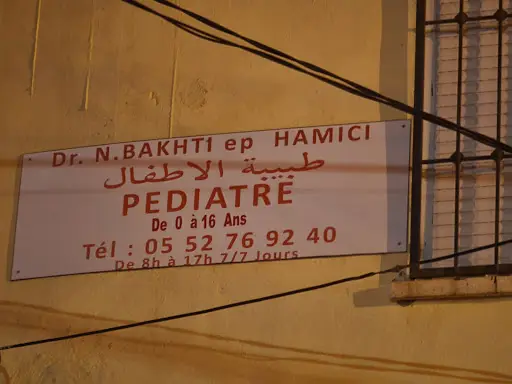 Dr. N.BAKHTI ep HAMICI
طبيبة الاطفال
PEDIATRE
De 0 à 16 Ans
Tél : 05 52 76 92 40
De 8h à 17h 7/7 Jours